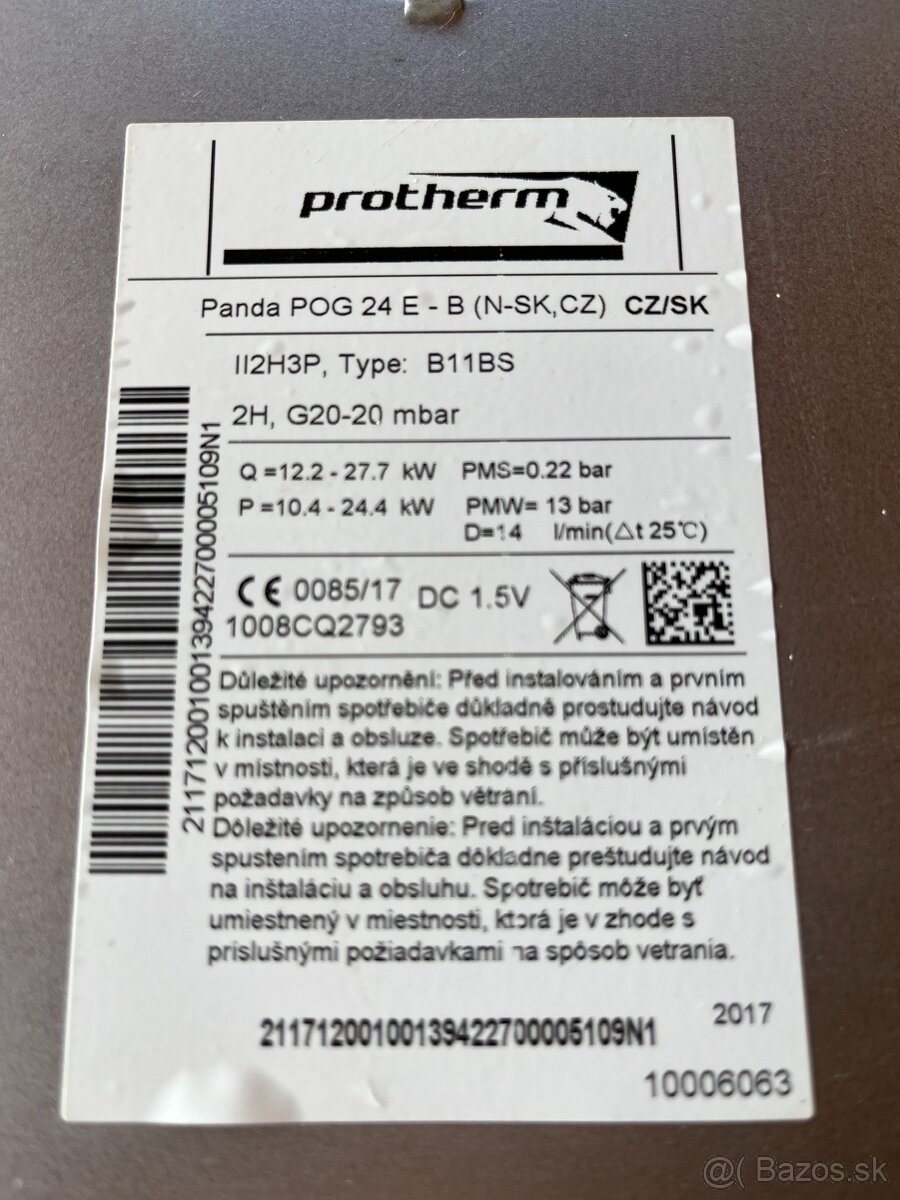 protherm
Panda POG 24 E - B (N-SK,CZ) CZ/SK
II2H3P, Type: B11BS
2H, G20-20 mbar
Q =12.2 - 27.7 kW PMS=0.22 bar
P =10.4 - 24.4 kW PMW= 13 bar
D=14 l/min(△t 25℃)
CE 0085/17 DC 1.5V
1008CQ2793
Důležité upozornění: Před instalováním a prvním
spuštěním spotřebiče důkladně prostudujte návod
k instalaci a obsluze. Spotřebič může být umístěn
v místnosti, která je ve shodě s příslušnými
požadavky na způsob větrání.
Dôležité upozornenie: Pred inštaláciou a prvým
spustením spotrebiča dôkladne preštudujte návod
na inštaláciu a obsluhu. Spotrebič môže byť
umiestnený v miestnosti, ktorá je v zhode s
príslušnými požiadavkami na spôsob vetrania.
21171200100139422700005109N1
21171200100139422700005109N1
2017
10006063
@( Bazos.sk